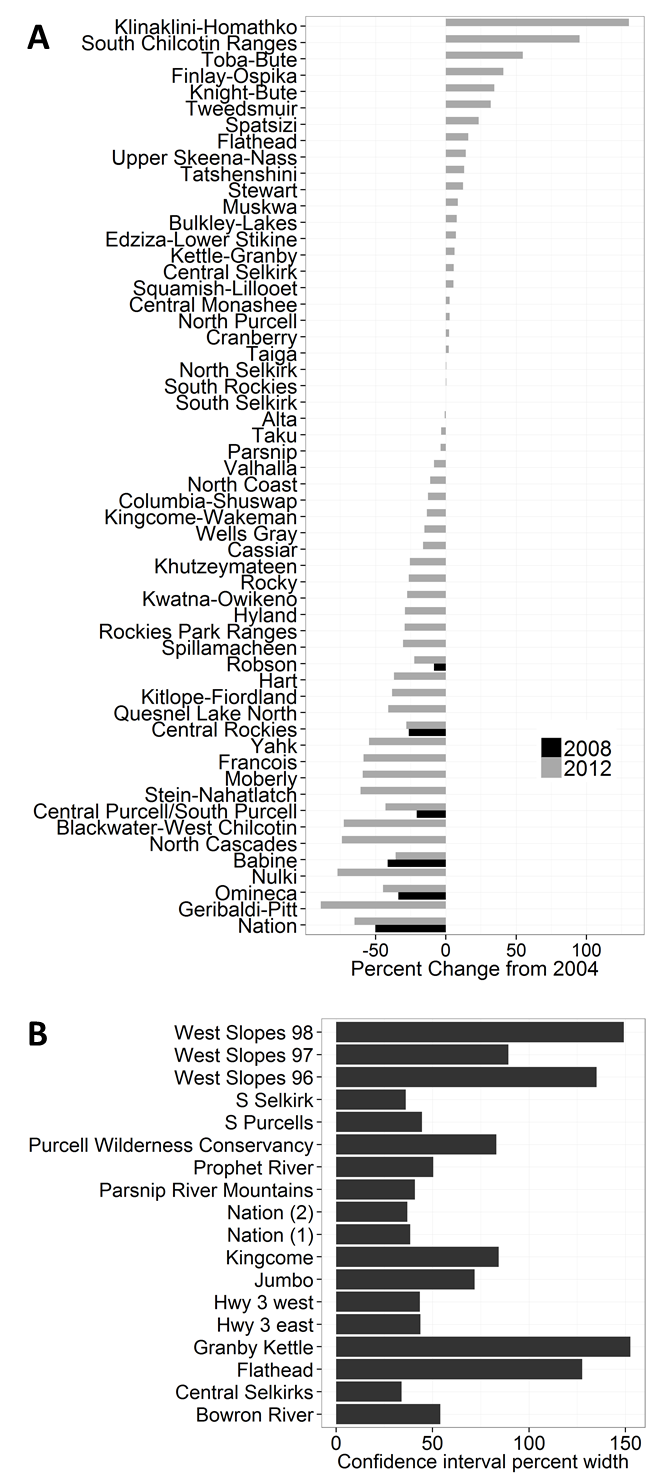 A
Klinaklini-Homathko
South Chilcotin Ranges
Toba-Bute
Finlay-Ospika
Knight-Bute
Tweedsmuir
Spatsizi
Flathead
Upper Skeena-Nass
Tatshenshini
Stewart
Muskwa
Bulkley-Lakes
Edziza-Lower Stikine
Kettle-Granby
Central Selkirk
Squamish-Lillooet
Central Monashee
North Purcell
Cranberry
Taiga
North Selkirk
South Rockies
South Selkirk
Alta
Taku
Parsnip
Valhalla
North Coast
Columbia-Shuswap
Kingcome-Wakeman
Wells Gray
Cassiar
Khutzeymateen
Rocky
Kwatna-Owikeno
Hyland
Rockies Park Ranges
Spillamacheen
Robson
Hart
Kitlope-Fiordland
Quesnel Lake North
Central Rockies
Yahk
Francois
Moberly
Stein-Nahatlatch
Central Purcell/South Purcell
Blackwater-West Chilcotin
North Cascades
Babine
Nulki
Omineca
Geribaldi-Pitt
Nation
2008
2012
-50 0 50 100
Percent Change from 2004
B
West Slopes 98
West Slopes 97
West Slopes 96
S Selkirk
S Purcells
Purcell Wilderness Conservancy
Prophet River
Parsnip River Mountains
Nation (2)
Nation (1)
Kingcome
Jumbo
Hwy 3 west
Hwy 3 east
Granby Kettle
Flathead
Central Selkirks
Bowron River
0 50 100 150
Confidence interval percent width